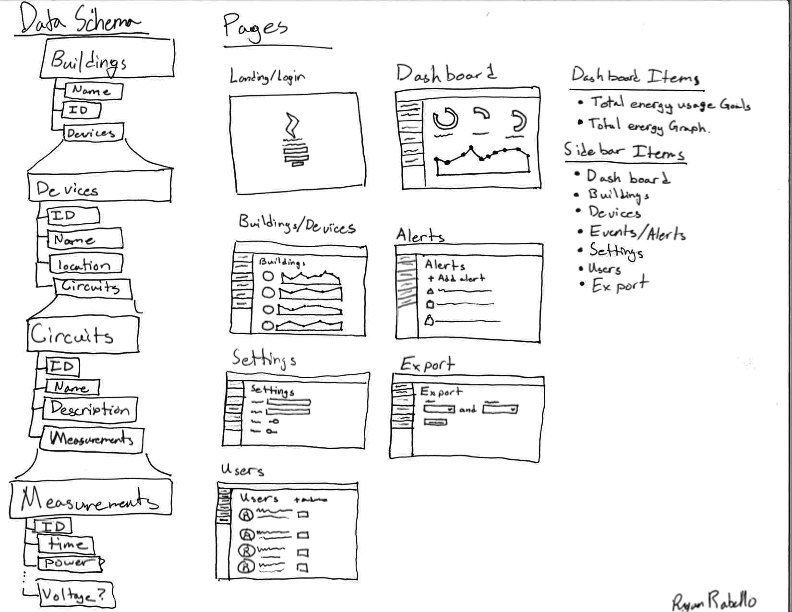 Data Schema
Buildings
Name
ID
Devices
Devices
ID
Name
location
Circuits
Circuits
ID
Name
Description
Measurements
Measurements
ID
time
power?
Voltage?
Pages
Landing/Login
Dashboard
Buildings/Devices
Buildings
Alerts
Alerts
+ Add alert
Settings
Settings
Export
Export
and
Users
Users
Dashboard Items
• Total energy usage Goals
• Total energy Graph.
Sidebar Items
• Dashboard
• Buildings
• Devices
• Events/Alerts
• Settings
• Users
• Export
Ryan Rabello